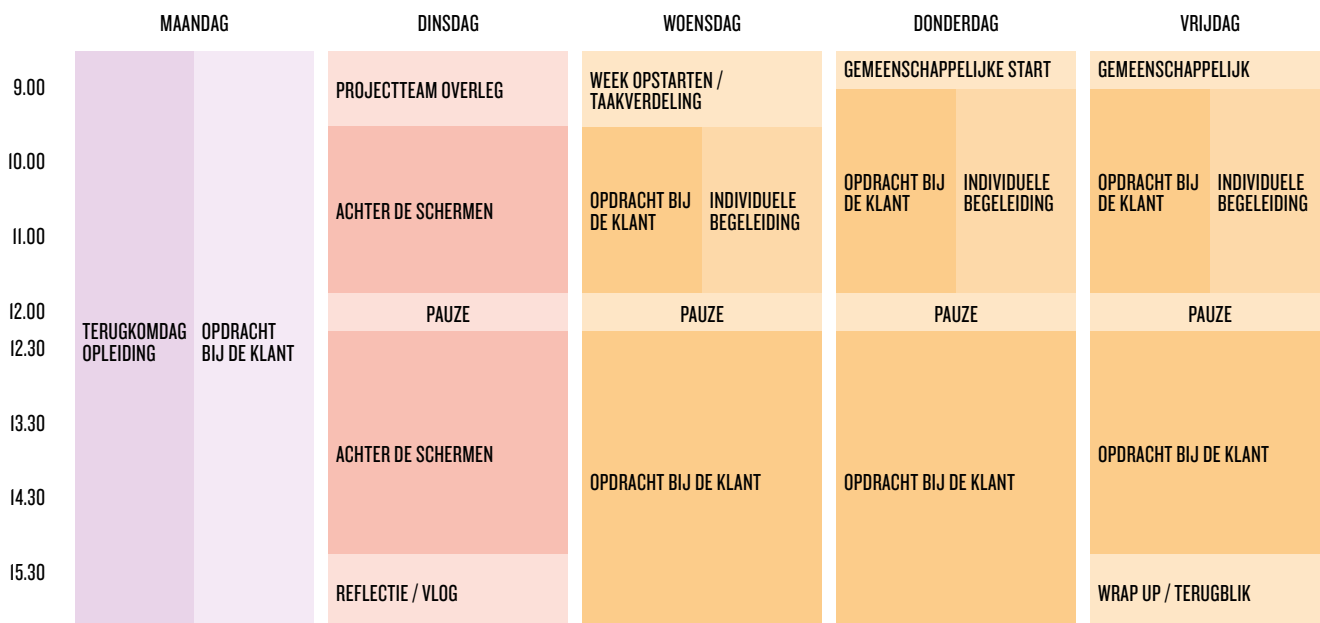 MAANDAG
DINSDAG
WOENSDAG
DONDERDAG
VRIJDAG
9.00
10.00
11.00
12.00
12.30
13.30
14.30
15.30
TERUGKOMDAG
OPLEIDING
OPDRACHT
BIJ DE KLANT
PROJECTTEAM OVERLEG
ACHTER DE SCHERMEN
PAUZE
ACHTER DE SCHERMEN
REFLECTIE / VLOG
WEEK OPSTARTEN /
TAAKVERDELING
OPDRACHT BIJ
DE KLANT
INDIVIDUELE
BEGELEIDING
PAUZE
OPDRACHT BIJ DE KLANT
GEMEENSCHAPPELIJKE START
OPDRACHT BIJ
DE KLANT
INDIVIDUELE
BEGELEIDING
PAUZE
OPDRACHT BIJ DE KLANT
GEMEENSCHAPPELIJK
OPDRACHT BIJ
DE KLANT
INDIVIDUELE
BEGELEIDING
PAUZE
OPDRACHT BIJ DE KLANT
WRAP UP / TERUGBLIK